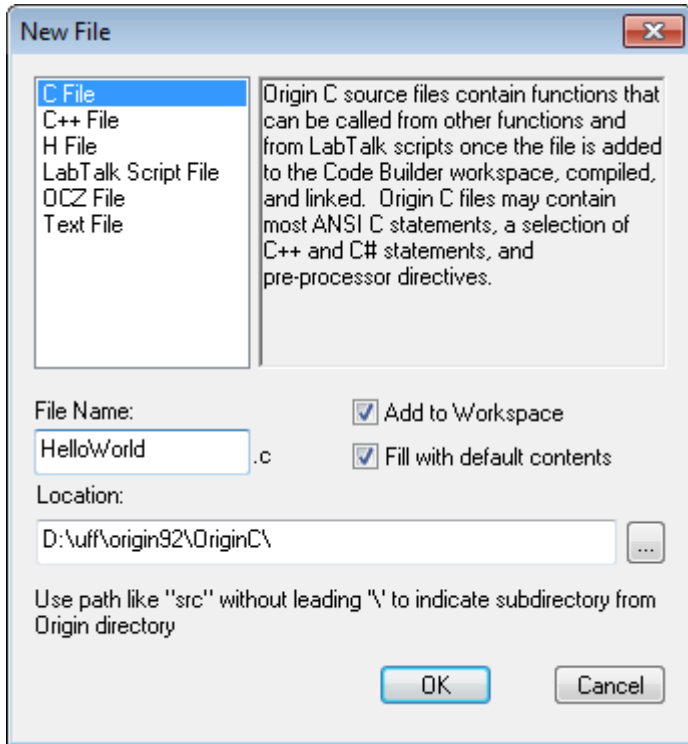 New File
C File
C++ File
H File
LabTalk Script File
OCZ File
Text File
Origin C source files contain functions that
can be called from other functions and
from LabTalk scripts once the file is added
to the Code Builder workspace, compiled,
and linked.  Origin C files may contain
most ANSI C statements, a selection of
C++ and C# statements, and
pre-processor directives.
File Name:
HelloWorld
.c
Add to Workspace
Fill with default contents
Location:
D:\uff\origin92\OriginC\
...
Use path like "src" without leading '\' to indicate subdirectory from
Origin directory
OK
Cancel